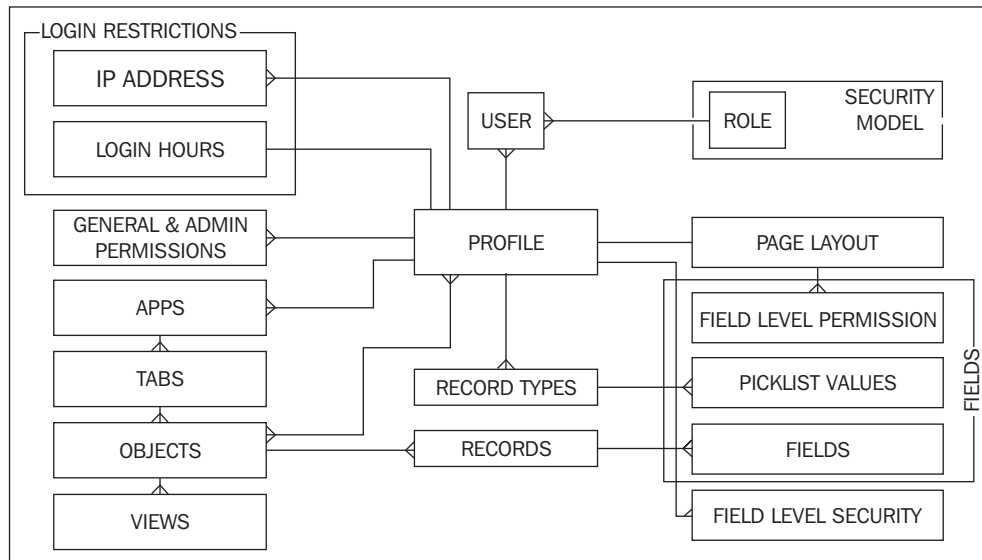 LOGIN RESTRICTIONS
IP ADDRESS
LOGIN HOURS
USER
ROLE
SECURITY
MODEL
GENERAL & ADMIN
PERMISSIONS
PROFILE
PAGE LAYOUT
APPS
FIELD LEVEL PERMISSION
TABS
RECORD TYPES
PICKLIST VALUES
FIELDS
OBJECTS
RECORDS
FIELDS
VIEWS
FIELD LEVEL SECURITY